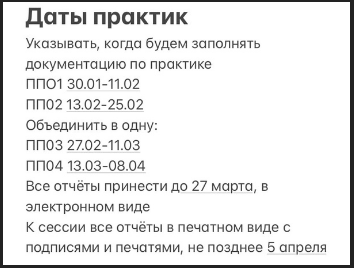 Даты практик
Указывать, когда будем заполнять
документацию по практике
ПП01 30.01-11.02
ПП02 13.02-25.02
Объединить в одну:
ПП03 27.02-11.03
ПП04 13.03-08.04
Все отчёты принести до 27 марта, в
электронном виде
К сессии все отчёты в печатном виде с
подписями и печатями, не позднее 5 апреля